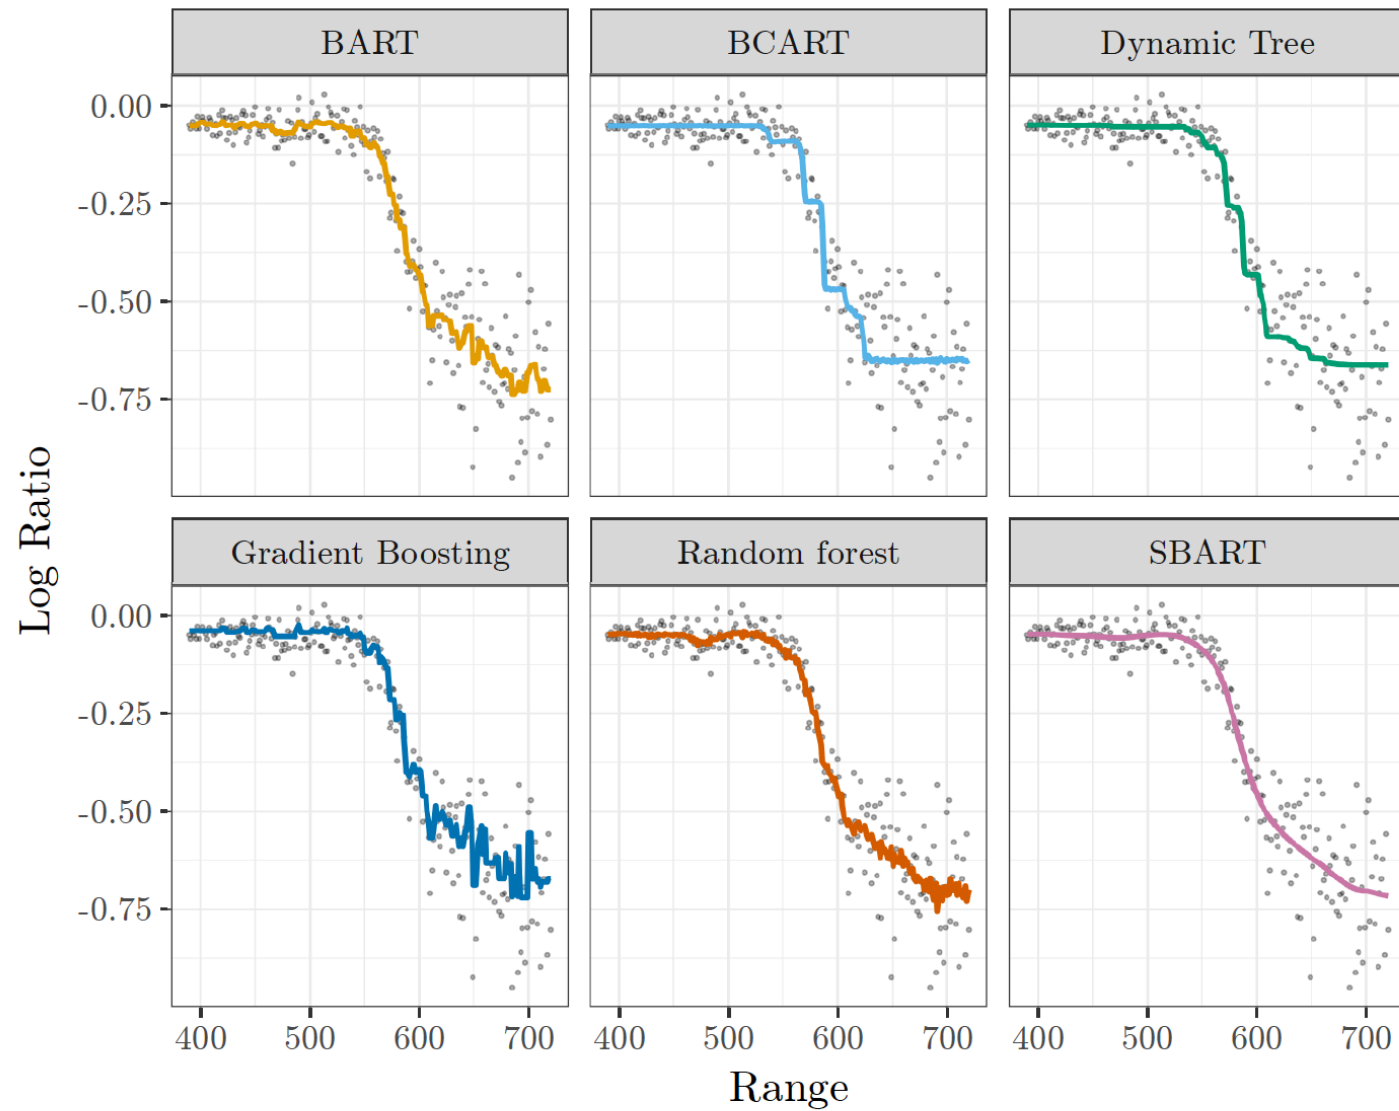 BART BCART Dynamic Tree
0.00
-0.25
-0.50
-0.75
Log Ratio
Gradient Boosting Random forest SBART
0.00
-0.25
-0.50
-0.75
400 500 600 700 400 500 600 700 400 500 600 700
Range